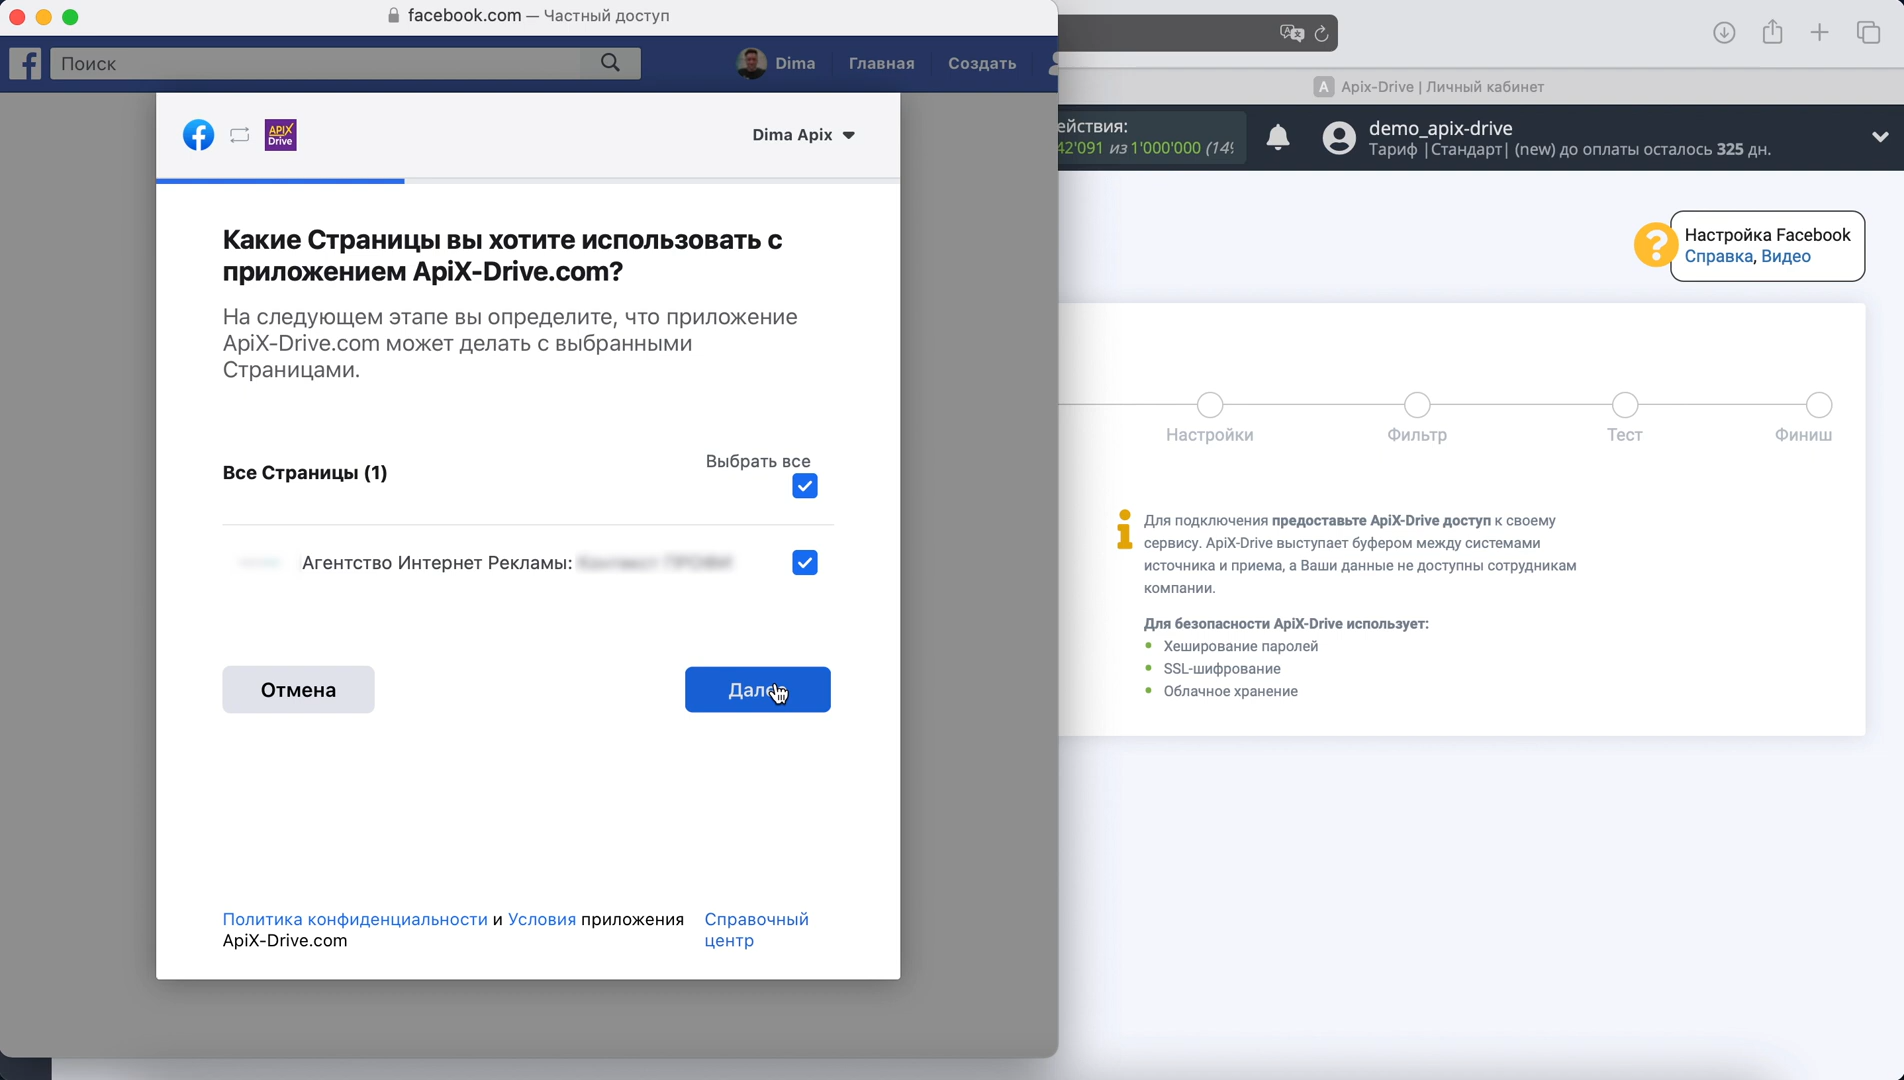 facebook.com — Частный доступ
Поиск
Dima
Главная
Создать
APIX
Drive
Dima Apix
Какие Страницы вы хотите использовать с
приложением ApiX-Drive.com?
На следующем этапе вы определите, что приложение
ApiX-Drive.com может делать с выбранными
Страницами.
Все Страницы (1)
Выбрать все
Агентство Интернет Рекламы:
Отмена
Политика конфиденциальности и Условия приложения
ApiX-Drive.com
Справочный
центр
A Apix-Drive | Личный кабинет
ействия:
42'091 из 1'000'000 (14
demo_apix-drive
Тариф |Стандарт| (new) до оплаты осталось 325 дн.
?
Настройка Facebook
Справка, Видео
Настройки
Фильтр
Тест
Финиш
Для подключения предоставьте ApiX-Drive доступ к своему
сервису. ApiX-Drive выступает буфером между системами
источника и приема, а Ваши данные не доступны сотрудникам
компании.
Для безопасности ApiX-Drive использует:
Хеширование паролей
SSL-шифрование
Облачное хранение